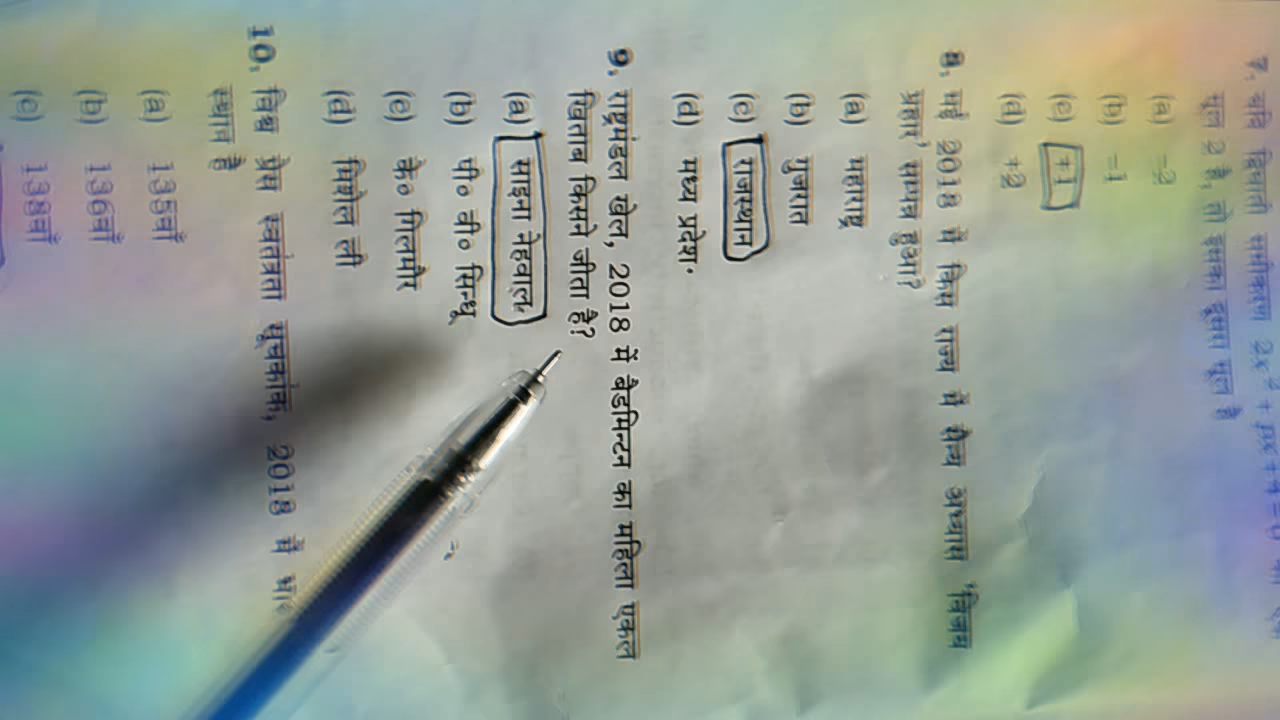 7. यदि द्विघाती समीकरण 2x² + px + 4 = 0 का एक
मूल 2 है, तो इसका दूसरा मूल है
(a) –2
(b) –1
(c) +1
(d) +2
8. मई 2018 में किस राज्य में सैन्य अभ्यास 'विजय
प्रहार' सम्पन्न हुआ?
(a) महाराष्ट्र
(b) गुजरात
(c) राजस्थान
(d) मध्य प्रदेश
9. राष्ट्रमंडल खेल, 2018 में बैडमिन्टन का महिला एकल
खिताब किसने जीता है?
(a) साइना नेहवाल
(b) पी० वी० सिन्धू
(c) के० गिलमौर
(d) मिशेल ली
10. विश्व प्रेस स्वतंत्रता सूचकांक, 2018 में
स्थान है
(a) 135वाँ
(b) 136वाँ
(c) 138वाँ